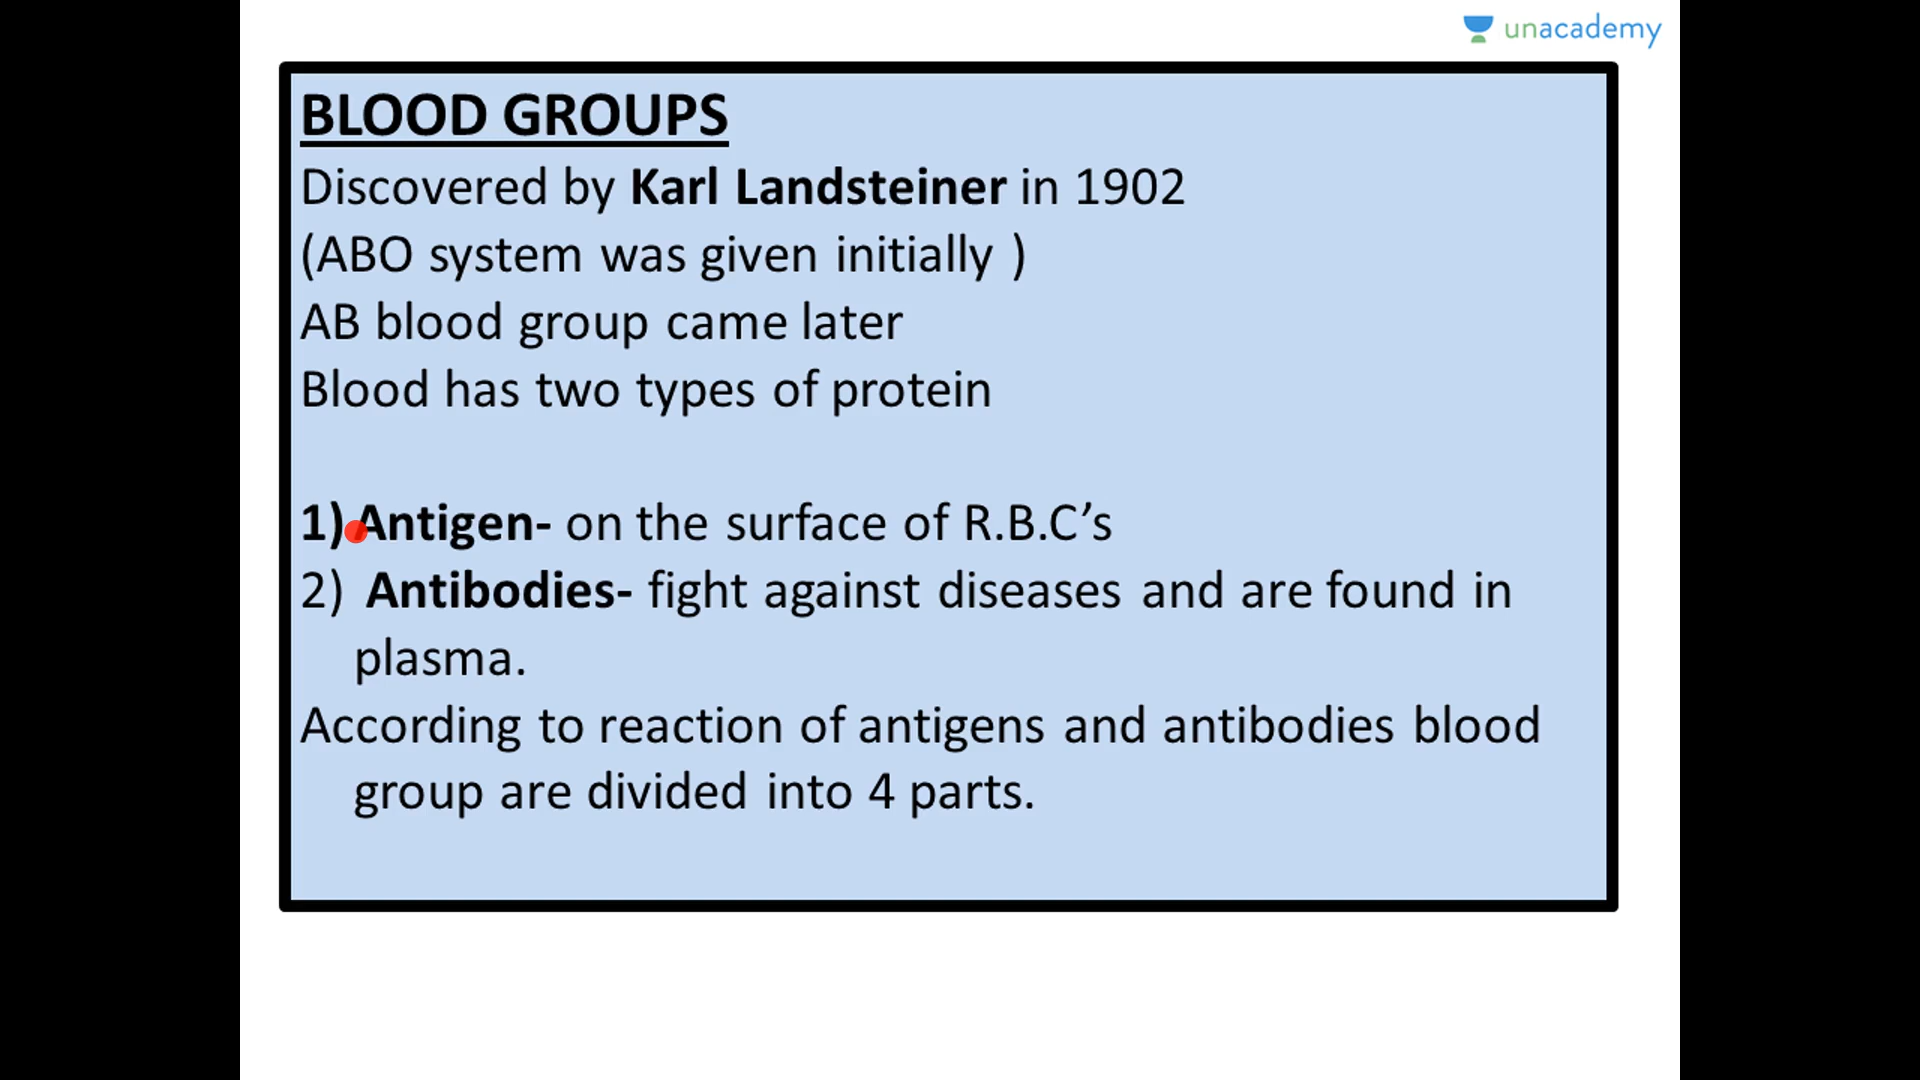 unacademy
BLOOD GROUPS
Discovered by Karl Landsteiner in 1902
(ABO system was given initially )
AB blood group came later
Blood has two types of protein
1) Antigen- on the surface of R.B.C’s
2) Antibodies- fight against diseases and are found in
plasma.
According to reaction of antigens and antibodies blood
group are divided into 4 parts.